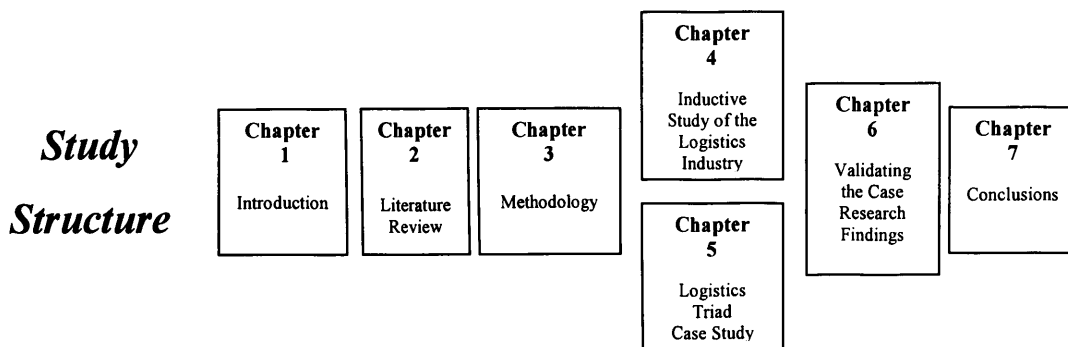 Study
Structure
Chapter
1
Introduction
Chapter
2
Literature
Review
Chapter
3
Methodology
Chapter
4
Inductive
Study of the
Logistics
Industry
Chapter
5
Logistics
Triad
Case Study
Chapter
6
Validating
the Case
Research
Findings
Chapter
7
Conclusions